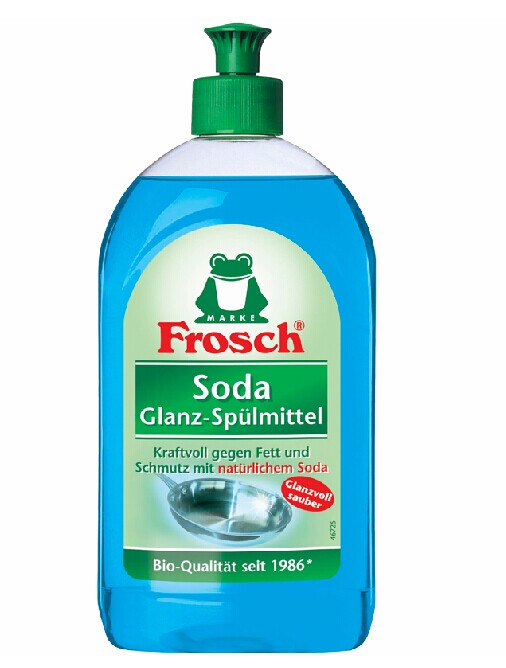 MARKE
Frosch®
Soda
Glanz-Spülmittel
Kraftvoll gegen Fett und
Schmutz mit natürlichem Soda
Glanzvoll
sauber
46725
Bio-Qualität seit 1986*